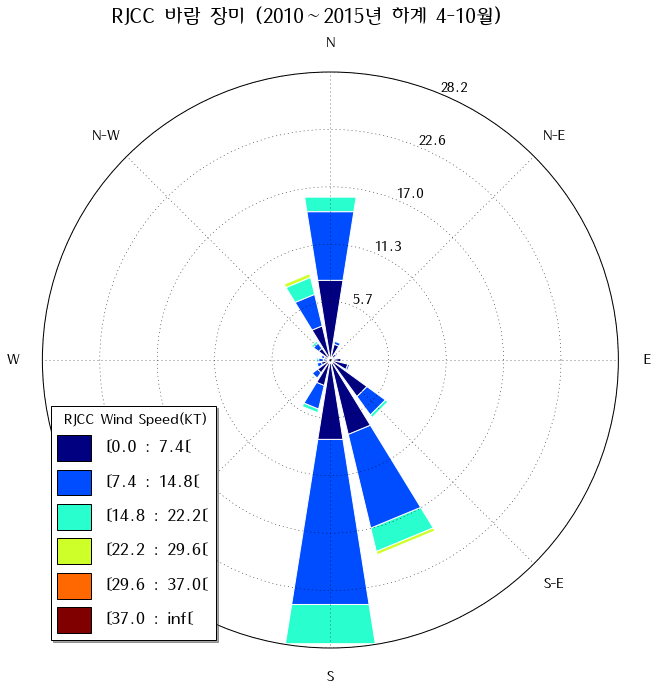 RJCC 바람 장미 (2010~2015년 하계 4-10월)
N
28.2
N-W
N-E
22.6
17.0
11.3
5.7
W
E
RJCC Wind Speed(KT)
[0.0 : 7.4[
[7.4 : 14.8[
[14.8 : 22.2[
[22.2 : 29.6[
[29.6 : 37.0[
[37.0 : inf[
S-E
S